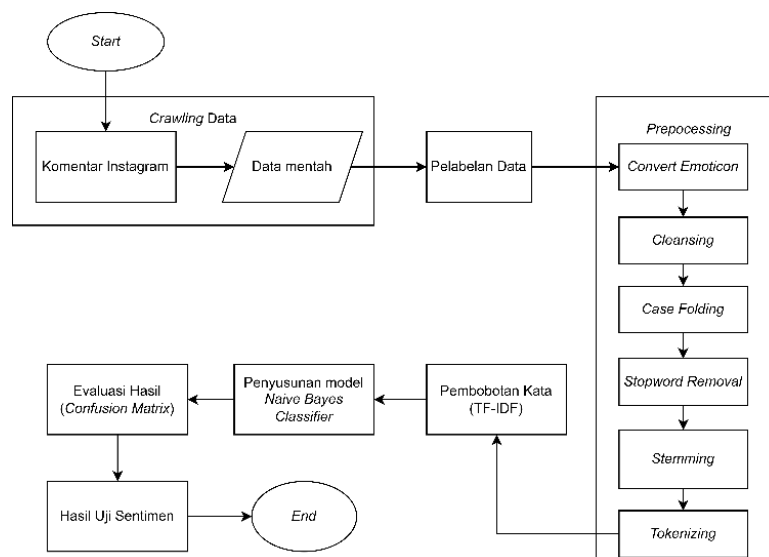 Start
Crawling Data
Komentar Instagram
Data mentah
Pelabelan Data
Prepocessing
Convert Emoticon
Cleansing
Case Folding
Stopword Removal
Stemming
Tokenizing
Pembobotan Kata
(TF-IDF)
Penyusunan model
Naive Bayes
Classifier
Evaluasi Hasil
(Confusion Matrix)
Hasil Uji Sentimen
End